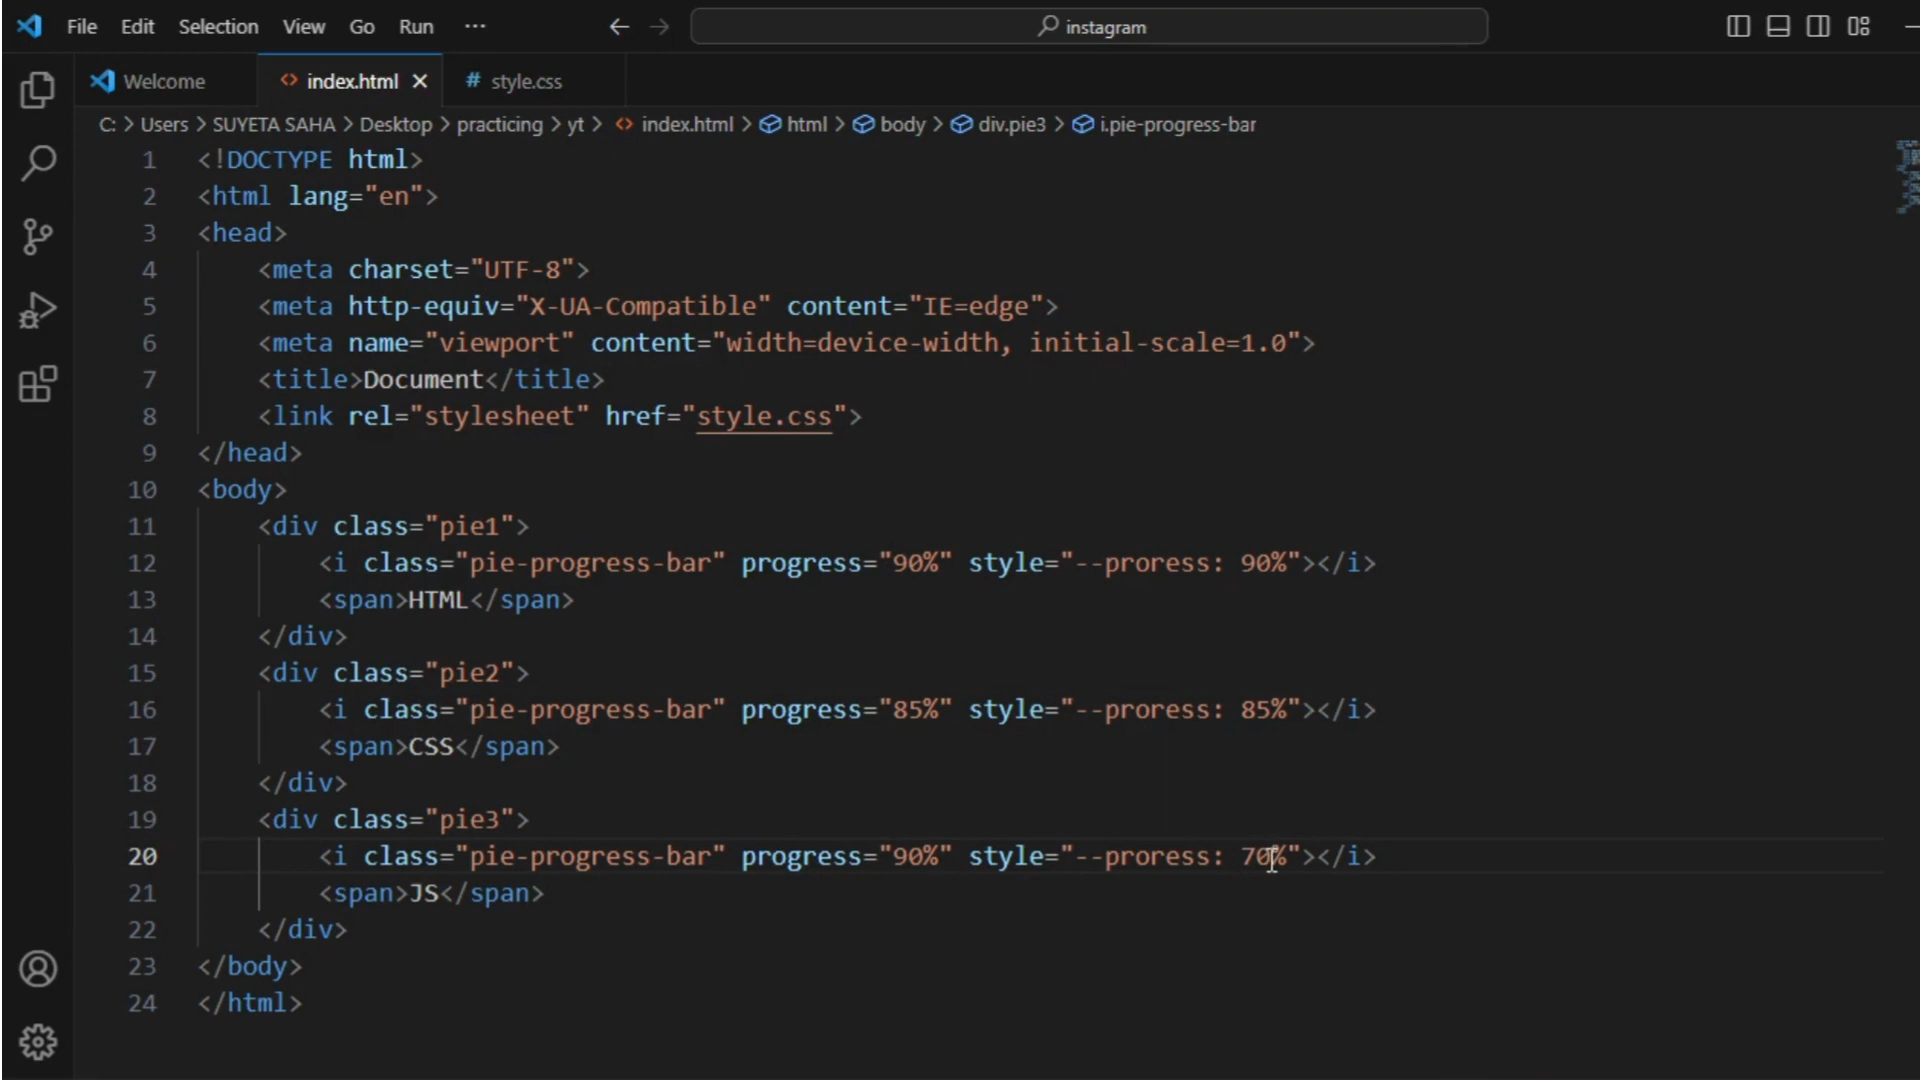 File Edit Selection View Go Run ··· instagram
Welcome index.html style.css
C: > Users > SUYETA SAHA > Desktop > practicing > yt > index.html > html > body > div.pie3 > i.pie-progress-bar
1 <!DOCTYPE html>
2 <html lang="en">
3 <head>
4 <meta charset="UTF-8">
5 <meta http-equiv="X-UA-Compatible" content="IE=edge">
6 <meta name="viewport" content="width=device-width, initial-scale=1.0">
7 <title>Document</title>
8 <link rel="stylesheet" href="style.css">
9 </head>
10 <body>
11 <div class="pie1">
12 <i class="pie-progress-bar" progress="90%" style="--proress: 90%"></i>
13 <span>HTML</span>
14 </div>
15 <div class="pie2">
16 <i class="pie-progress-bar" progress="85%" style="--proress: 85%"></i>
17 <span>CSS</span>
18 </div>
19 <div class="pie3">
20 <i class="pie-progress-bar" progress="90%" style="--proress: 70%"></i>
21 <span>JS</span>
22 </div>
23 </body>
24 </html>